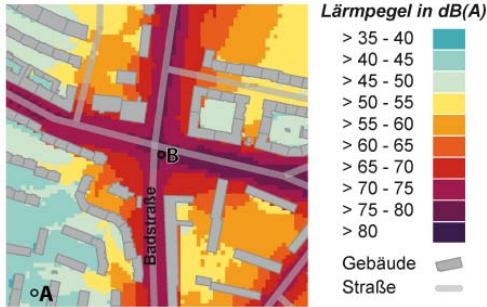 Lärmpegel in dB(A)
> 35 - 40
> 40 - 45
> 45 - 50
> 50 - 55
> 55 - 60
> 60 - 65
> 65 - 70
> 70 - 75
> 75 - 80
> 80
Gebäude
Straße
B
Badstraße
A